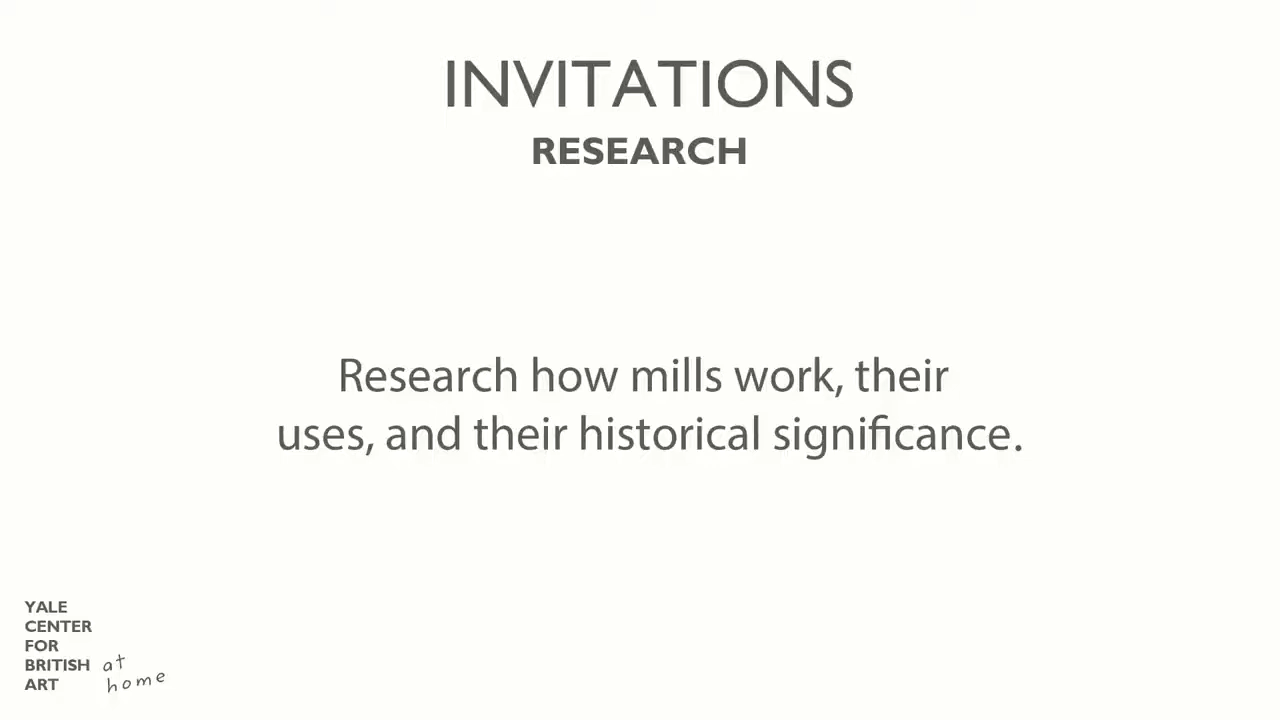 INVITATIONS
RESEARCH
Research how mills work, their
uses, and their historical significance.
YALE
CENTER
FOR
BRITISH at
ART home